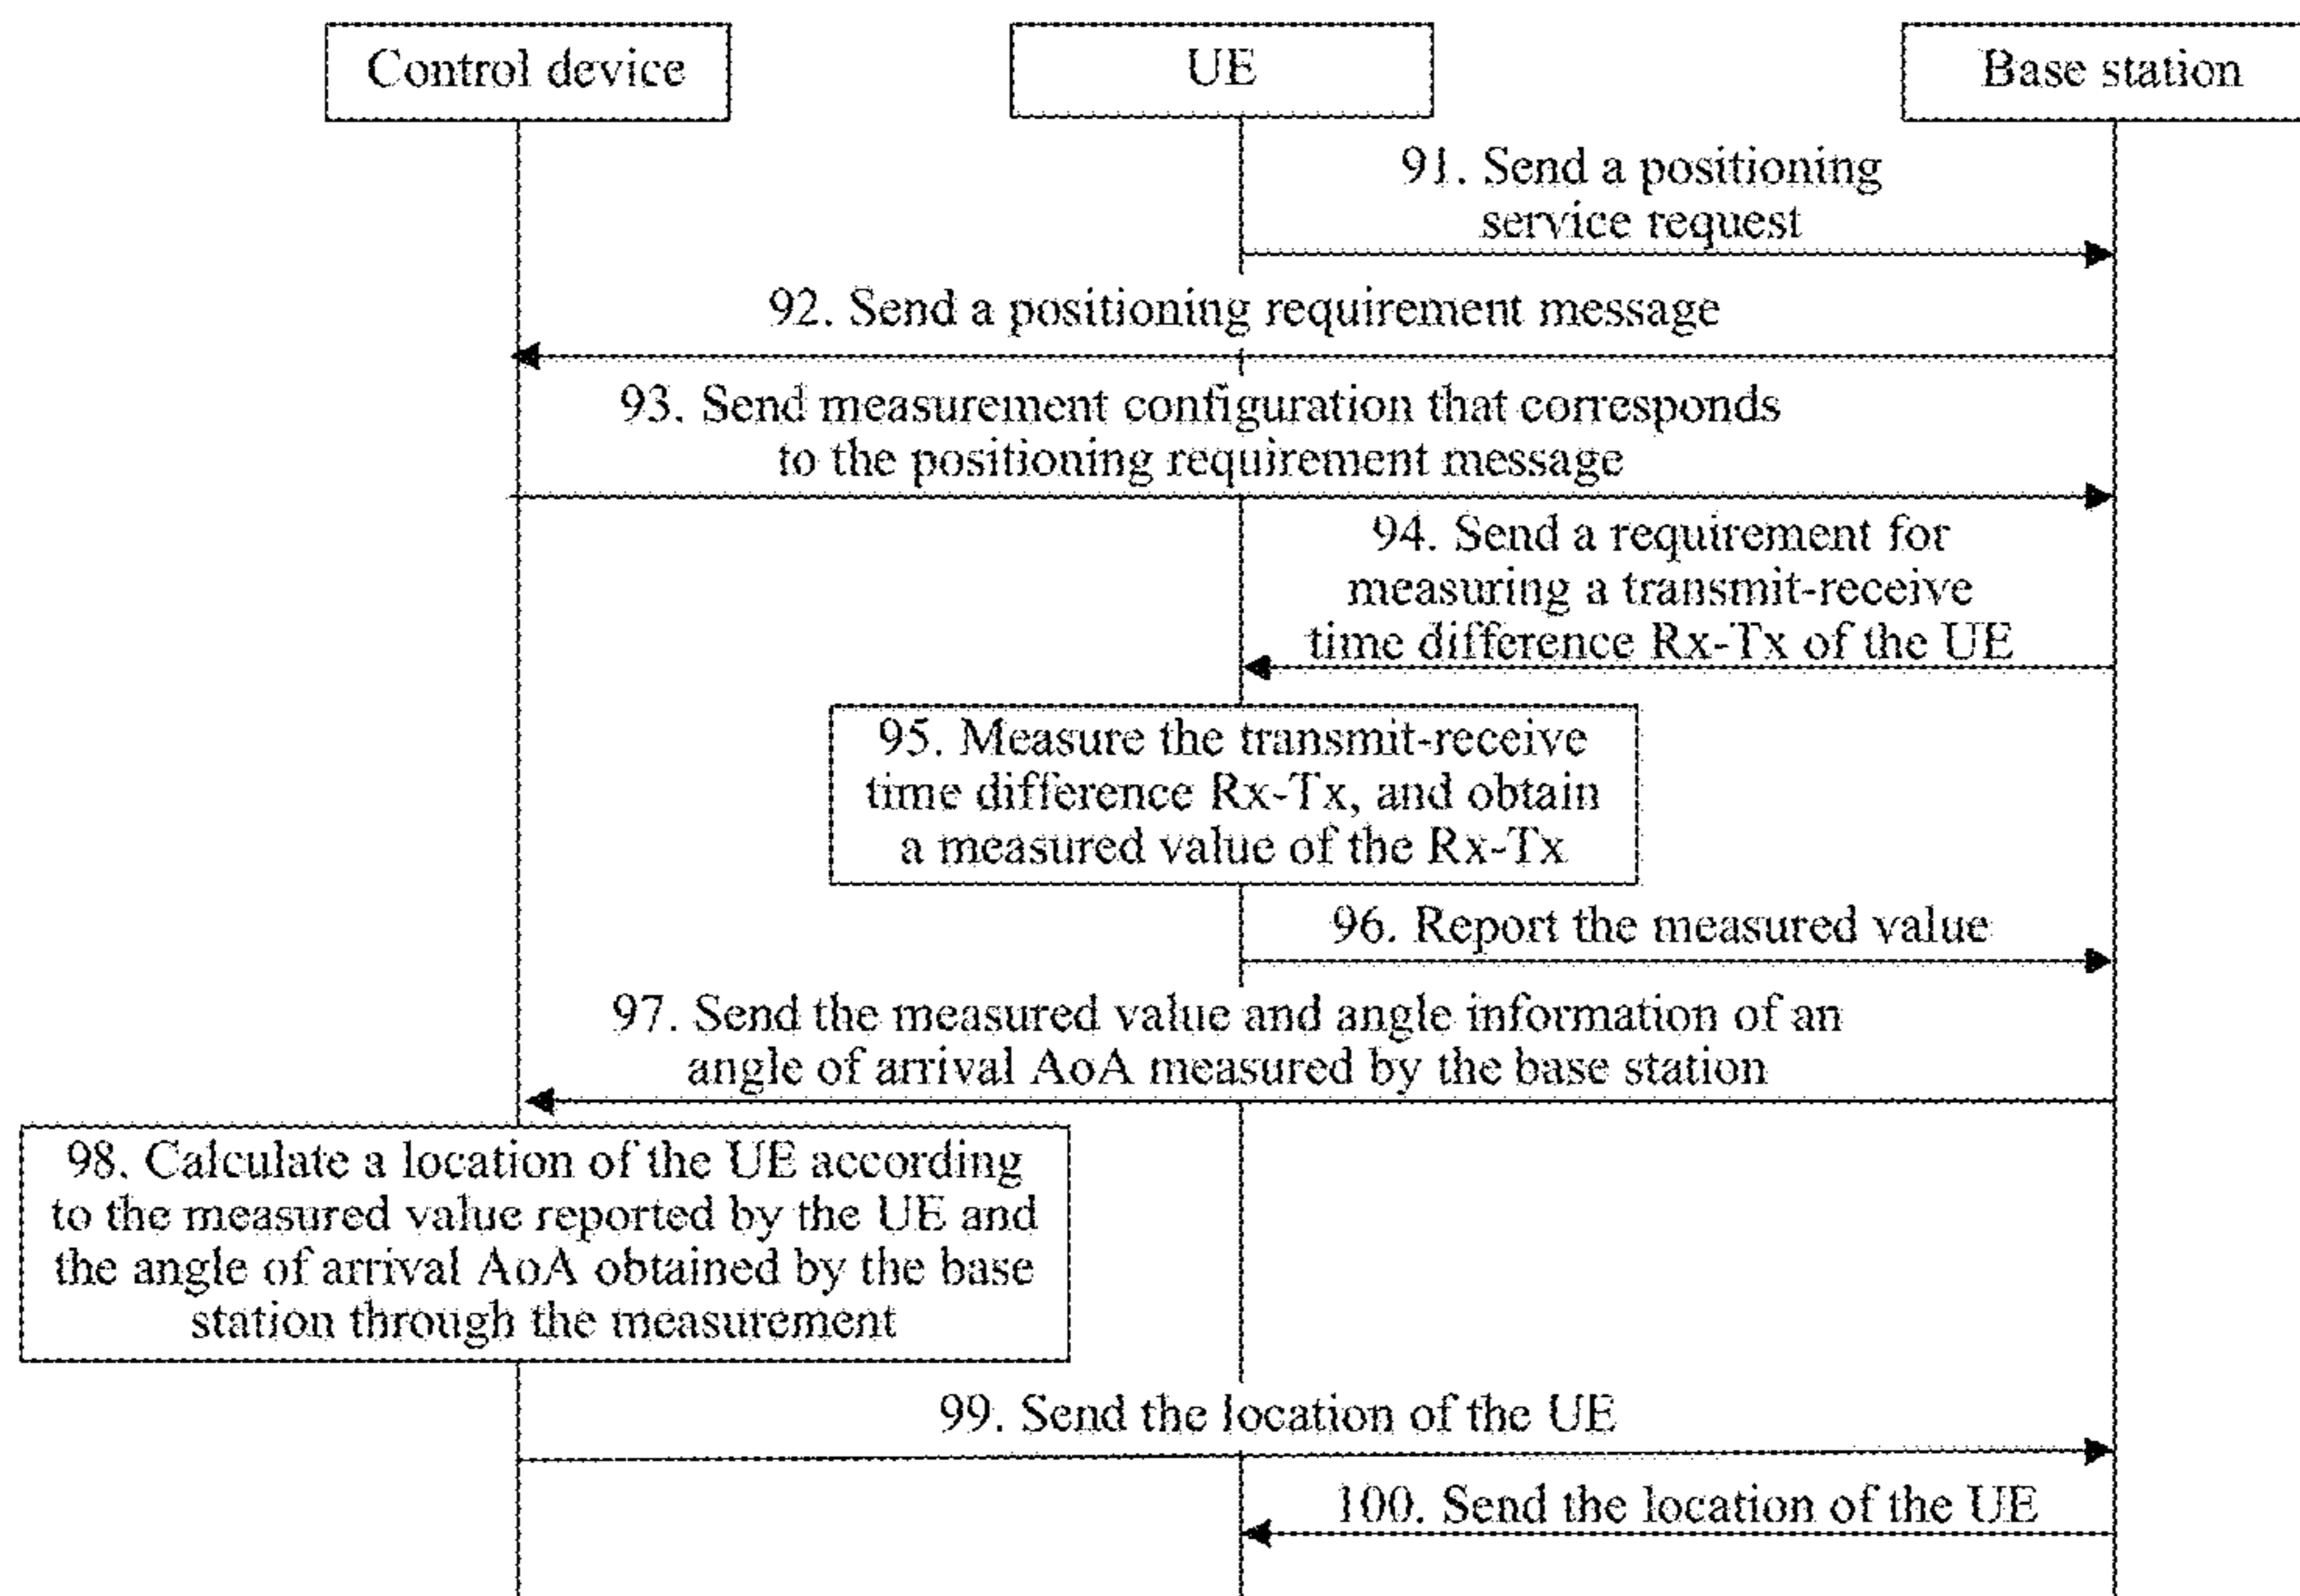 Control device
UE
Base station
91. Send a positioning
service request
92. Send a positioning requirement message
93. Send measurement configuration that corresponds
to the positioning requirement message
94. Send a requirement for
measuring a transmit-receive
time difference Rx-Tx of the UE
95. Measure the transmit-receive
time difference Rx-Tx, and obtain
a measured value of the Rx-Tx
96. Report the measured value
97. Send the measured value and angle information of an
angle of arrival AoA measured by the base station
98. Calculate a location of the UE according
to the measured value reported by the UE and
the angle of arrival AoA obtained by the base
station through the measurement
99. Send the location of the UE
100. Send the location of the UE